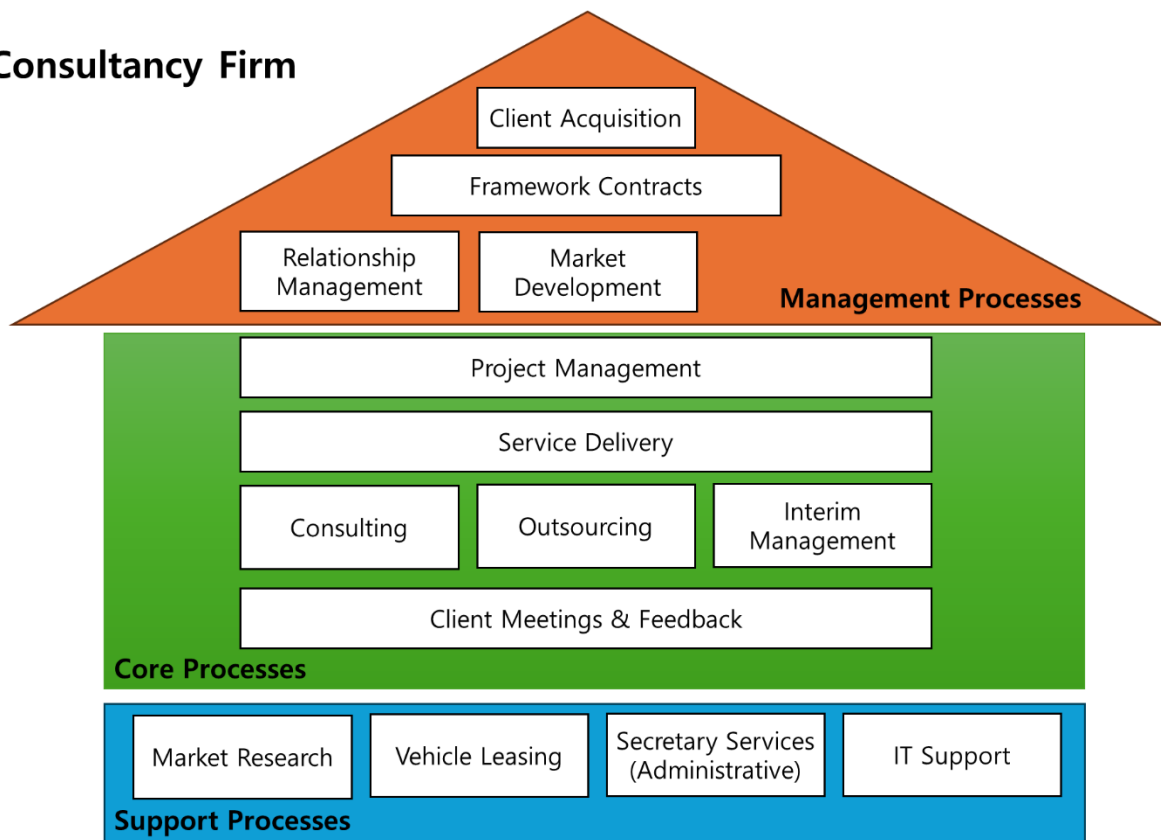 Consultancy Firm
Client Acquisition
Framework Contracts
Relationship
Management
Market
Development
Management Processes
Project Management
Service Delivery
Consulting
Outsourcing
Interim
Management
Client Meetings & Feedback
Core Processes
Market Research
Vehicle Leasing
Secretary Services
(Administrative)
IT Support
Support Processes